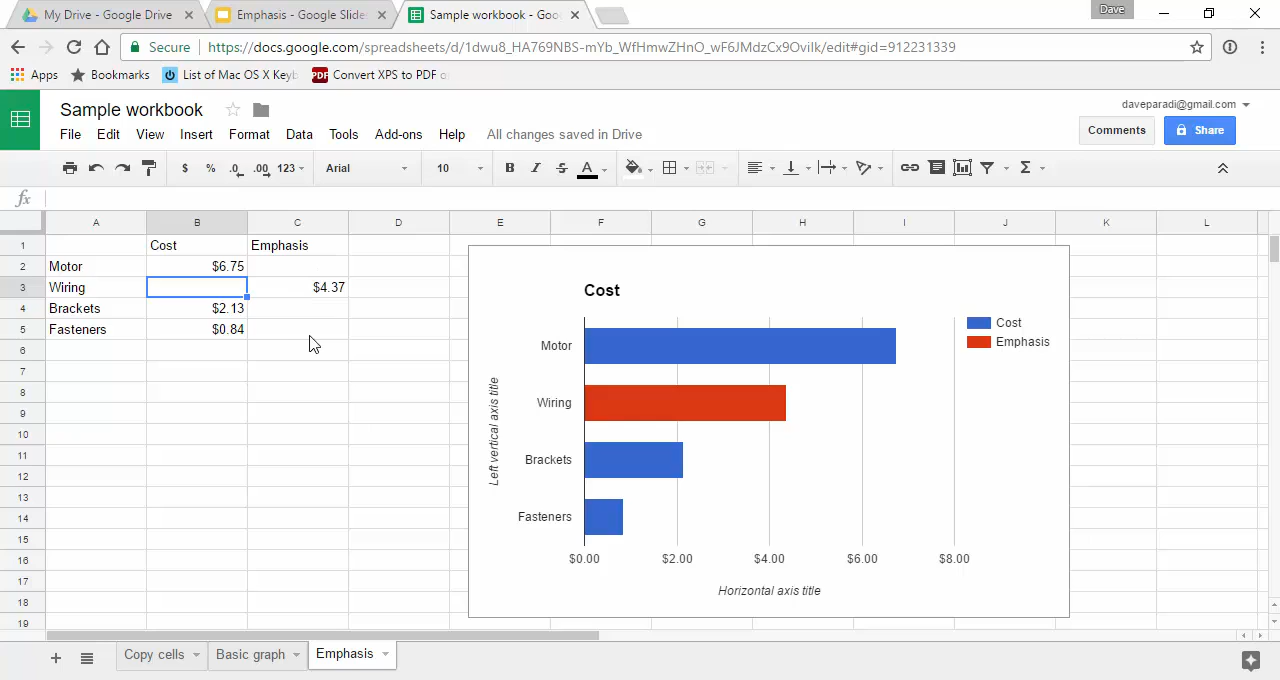 My Drive - Google Drive
Emphasis - Google Slide
Sample workbook - Goo
Dave
Secure
https://docs.google.com/spreadsheets/d/1dwu8_HA769NBS-mYb_WfHmwZHnO_wF6JMdzCx9Ovilk/edit#gid=912231339
Apps
Bookmarks
List of Mac OS X Keyb
PDF
Convert XPS to PDF o
Sample workbook
daveparadi@gmail.com
File Edit View Insert Format Data Tools Add-ons Help All changes saved in Drive
Comments
Share
$ % .0 .00 123 Arial 10 B I S A Σ
fx
A B C D E F G H I J K L
1 Cost Emphasis
2 Motor $6.75
3 Wiring $4.37
4 Brackets $2.13
5 Fasteners $0.84
6
7
8
9
10
11
12
13
14
15
16
17
18
19
Cost
Cost
Emphasis
Left vertical axis title
Motor
Wiring
Brackets
Fasteners
$0.00 $2.00 $4.00 $6.00 $8.00
Horizontal axis title
Copy cells Basic graph Emphasis